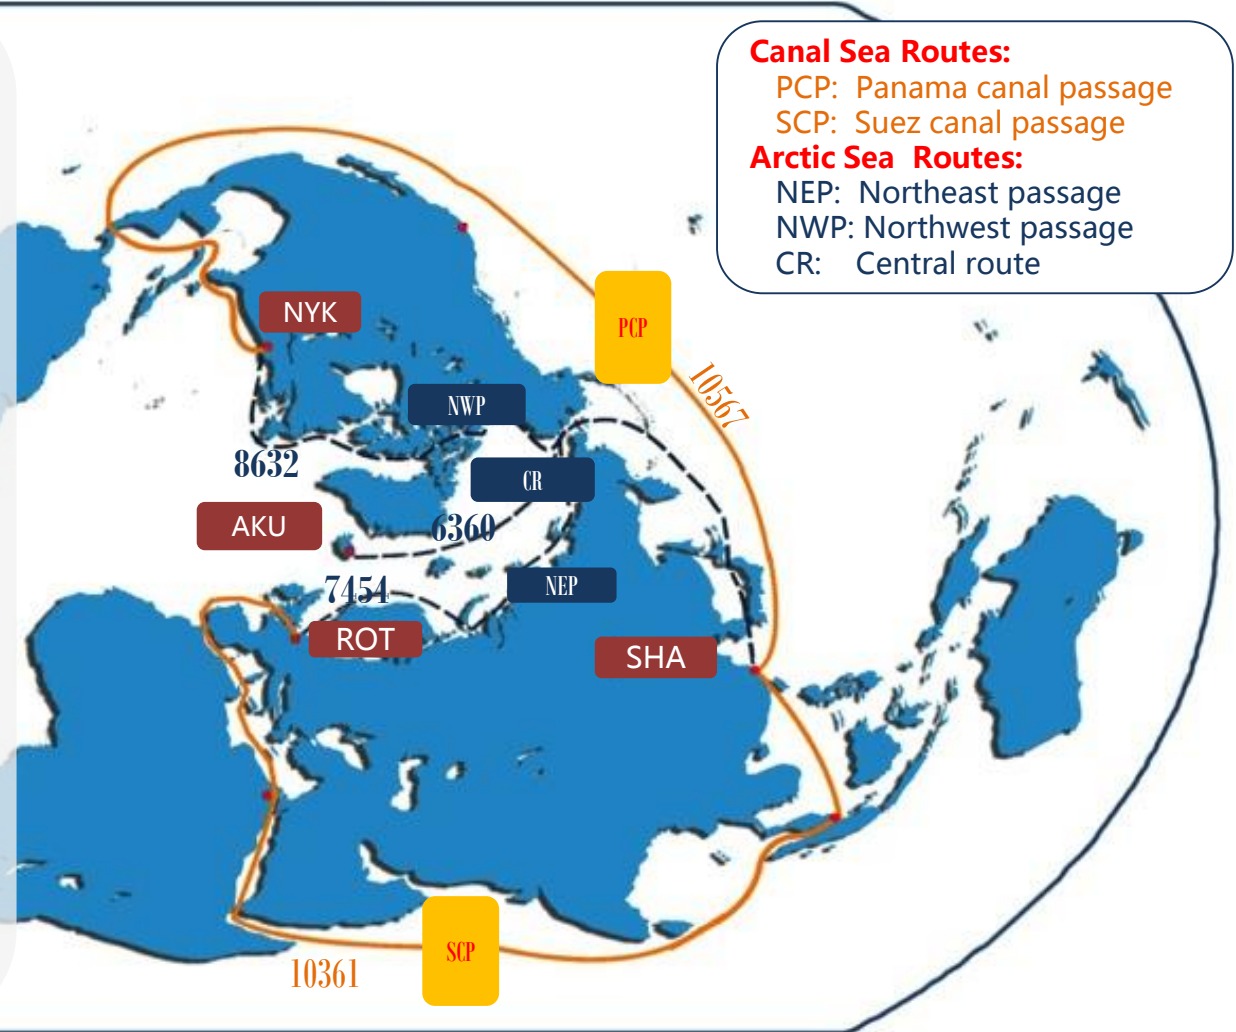 Canal Sea Routes:
PCP: Panama canal passage
SCP: Suez canal passage
Arctic Sea Routes:
NEP: Northeast passage
NWP: Northwest passage
CR: Central route
NYK
PCP
10567
NWP
8632
CR
AKU
6360
7454
NEP
ROT
SHA
SCP
10361